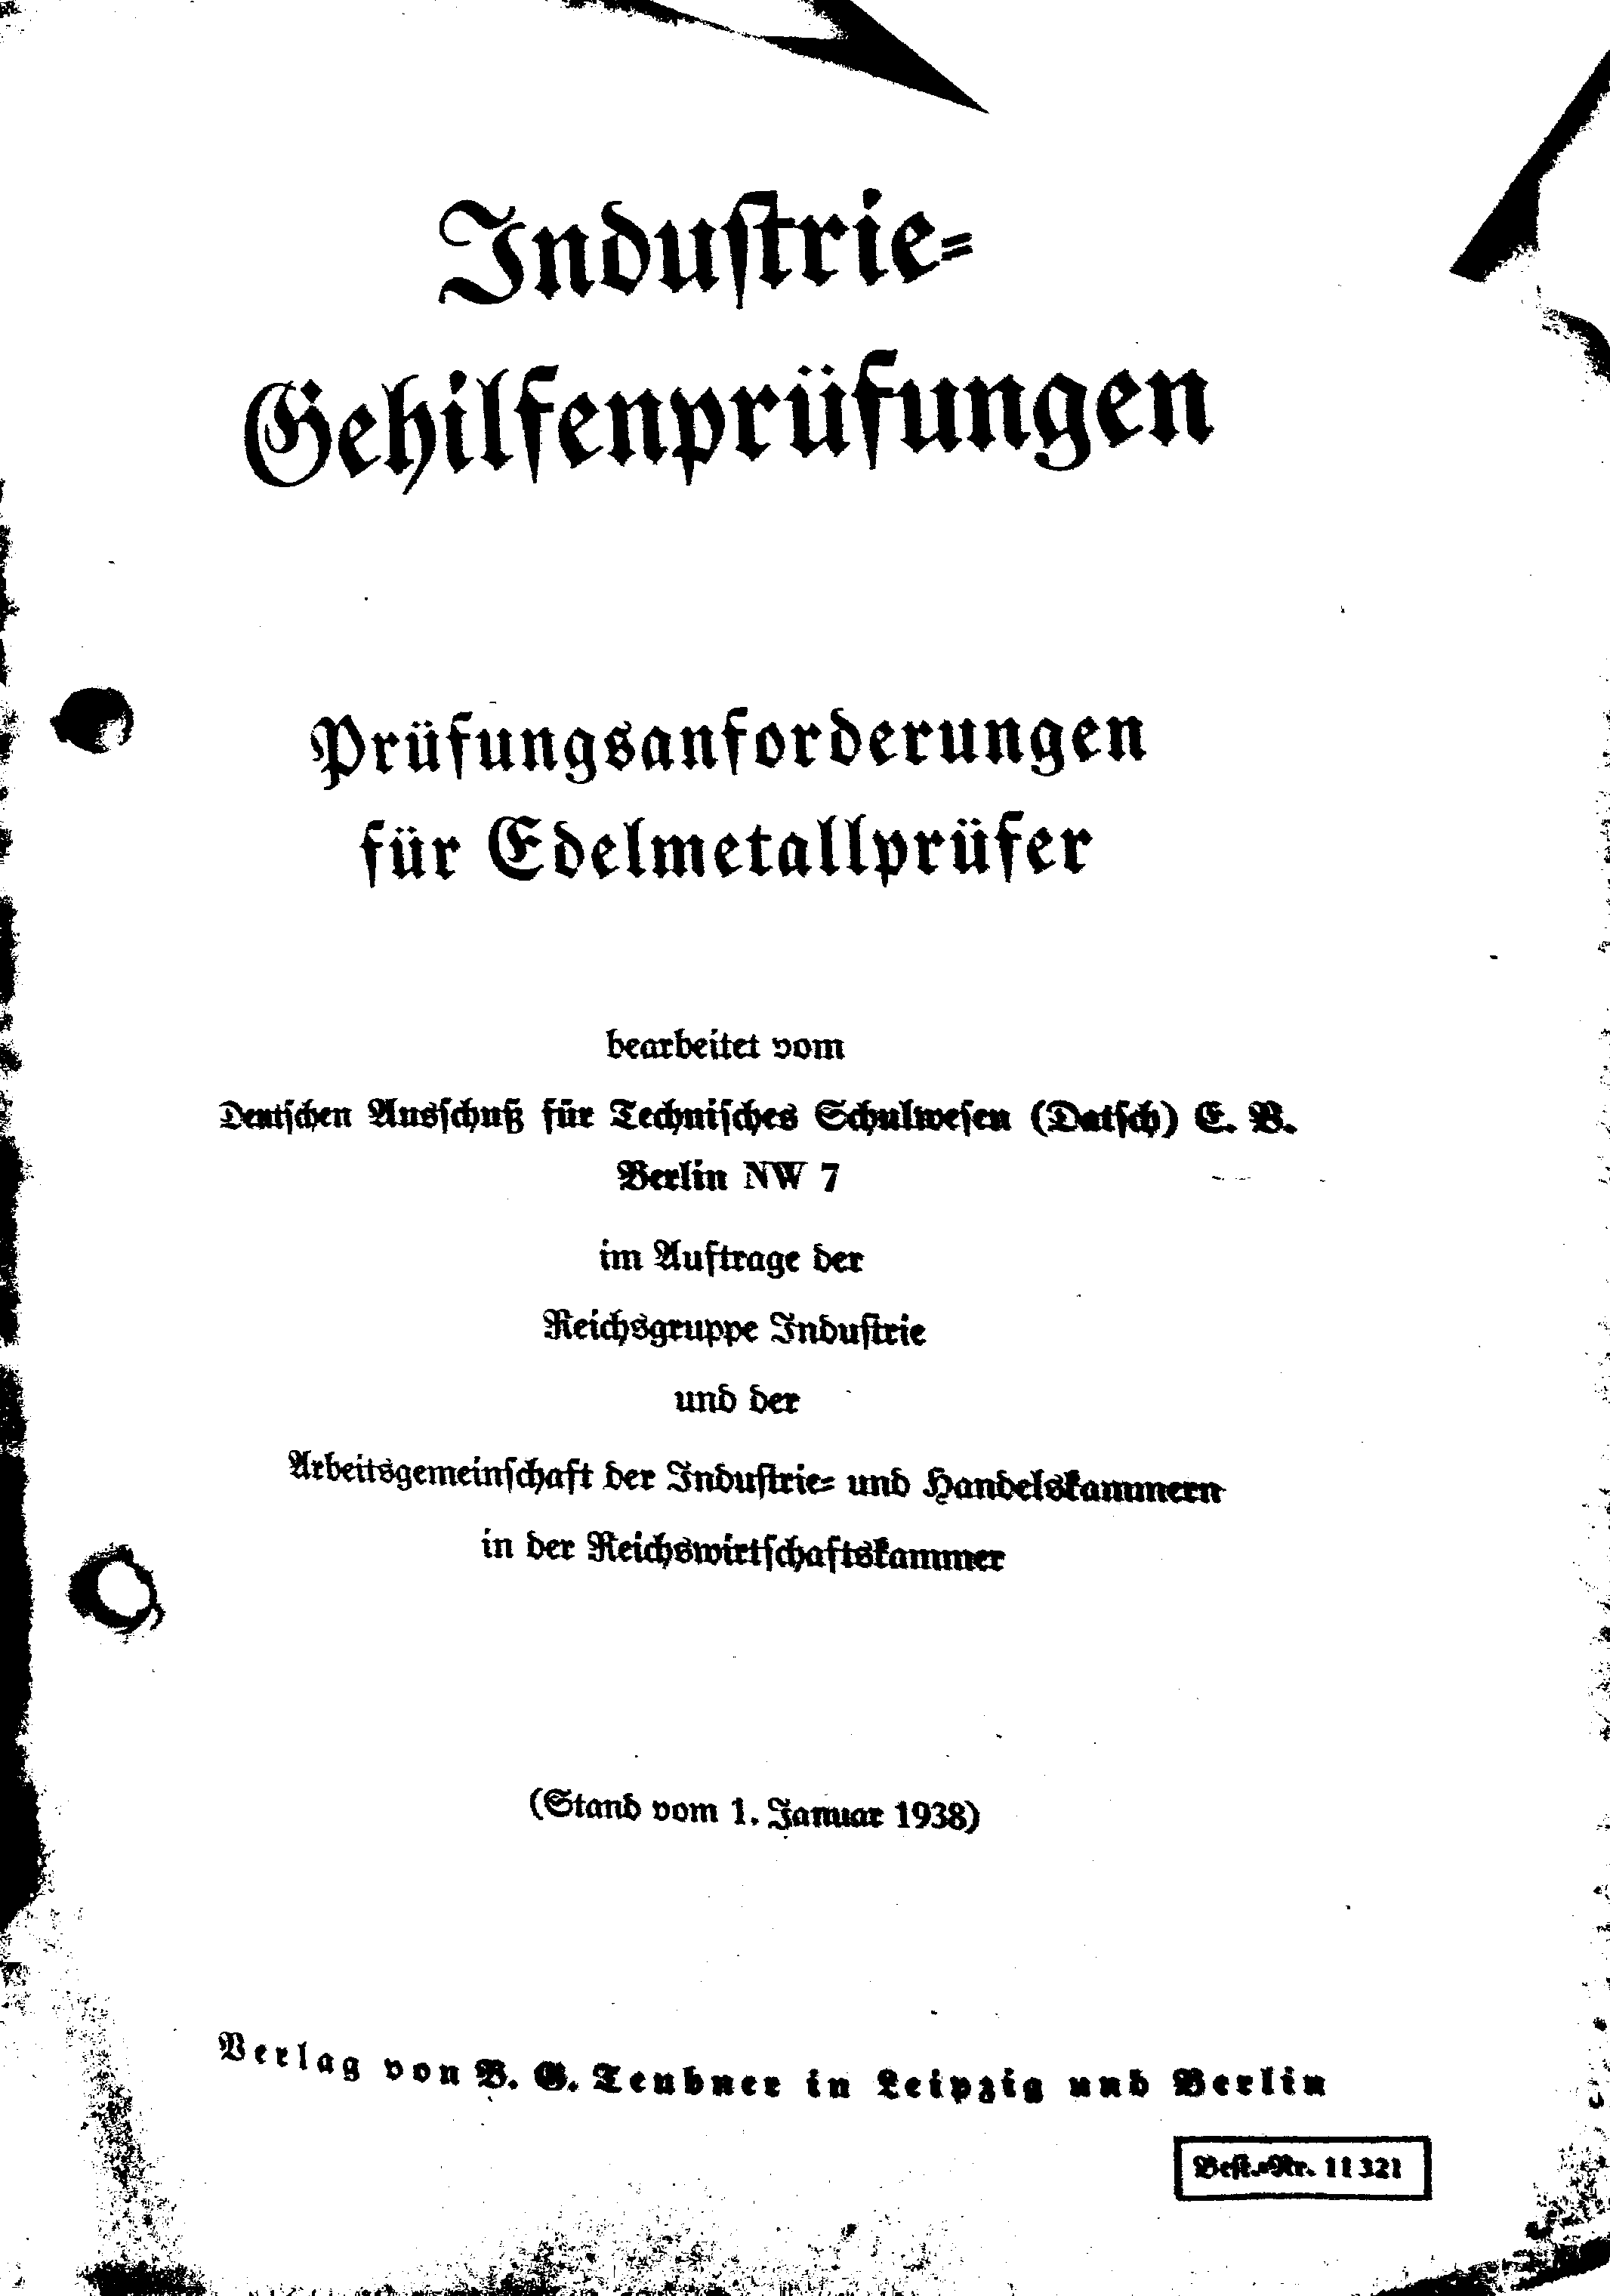 Industrie-
Gehilfenprüfungen
Prüfungsanforderungen
für Edelmetallprüfer
bearbeitet vom
Deutschen Ausschuß für Technisches Schulwesen (Datsch) E. V.
Berlin NW 7
im Auftrage der
Reichsgruppe Industrie
und der
Arbeitsgemeinschaft der Industrie- und Handelskammern
in der Reichswirtschaftskammer
(Stand vom 1. Januar 1938)
Verlag von B. G. Teubner in Leipzig und Berlin
Best.-Nr. 11321